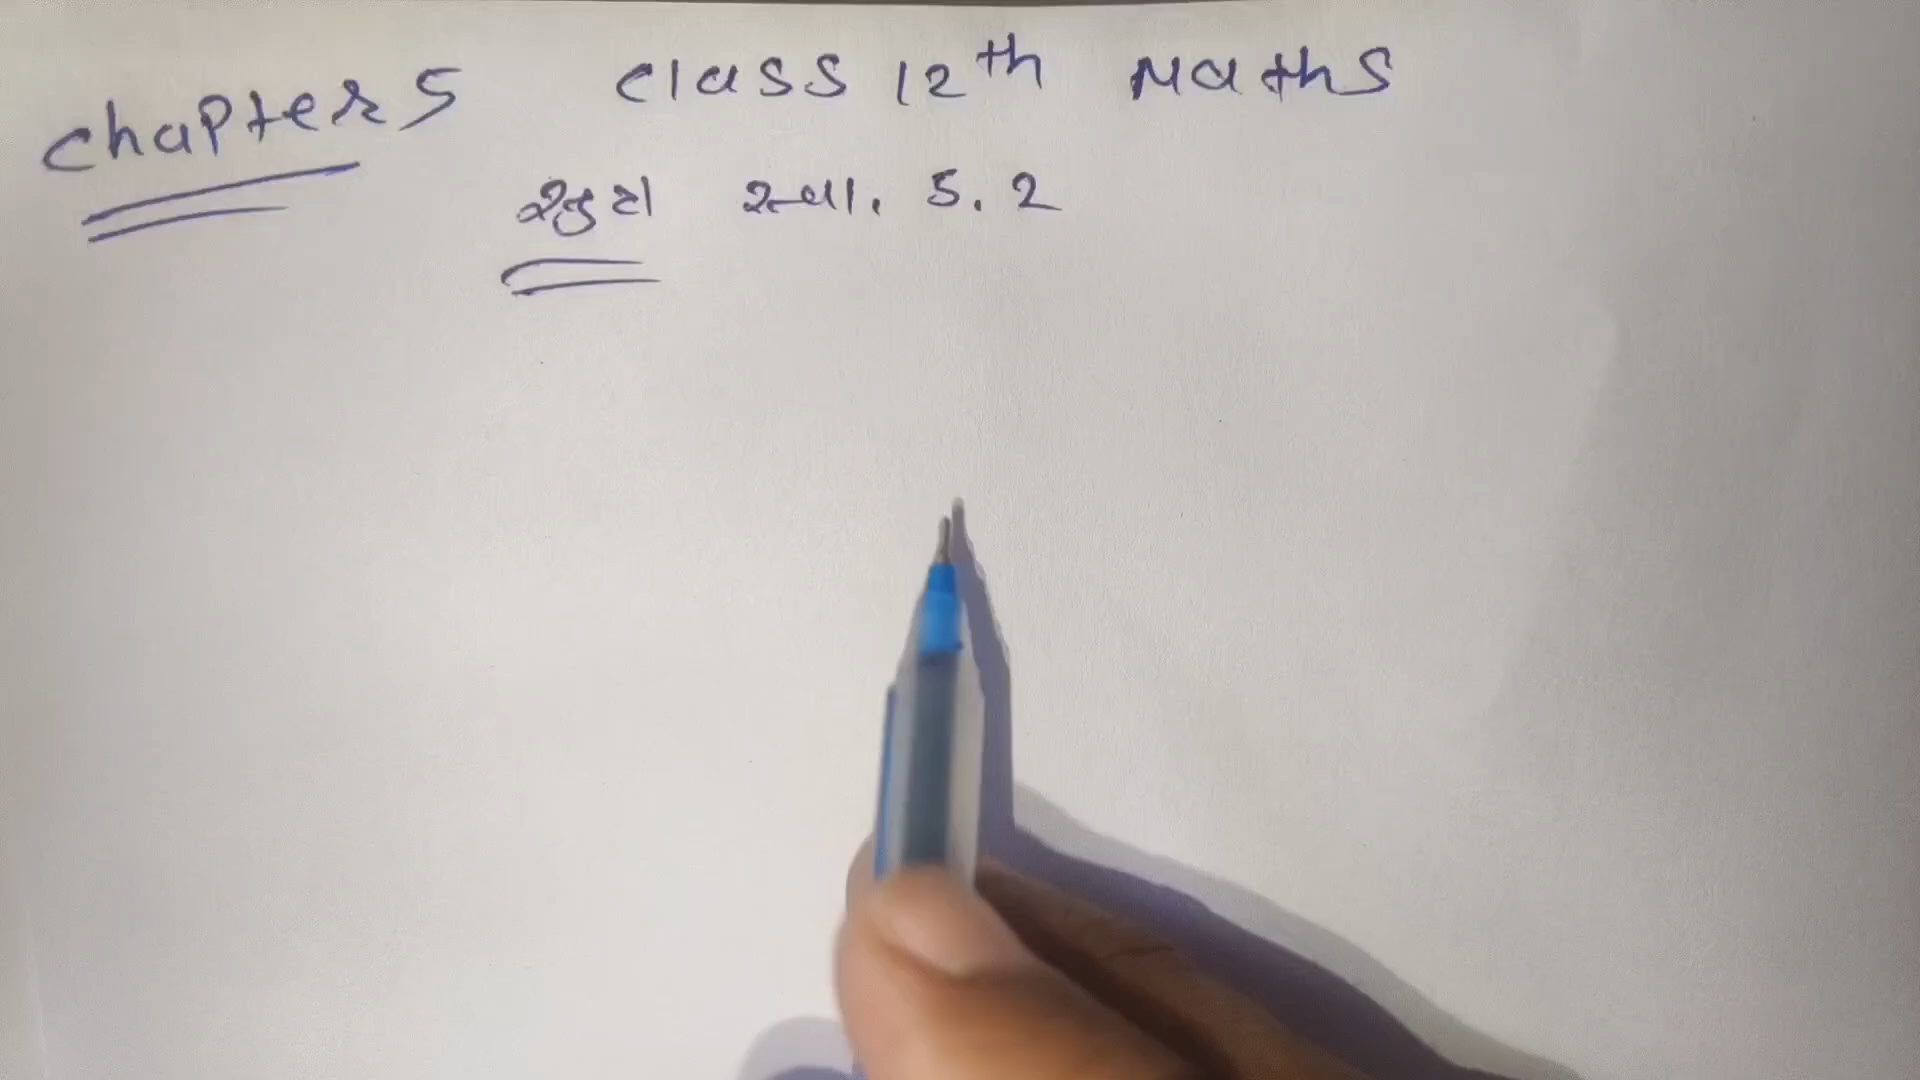 Chapter 5 Class 12th Maths
સ્વા. 5.2